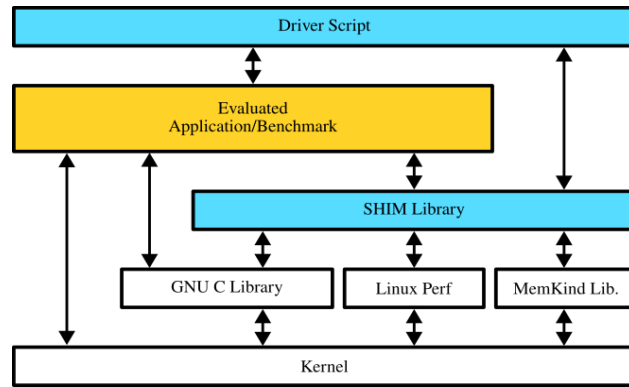 Driver Script
Evaluated
Application/Benchmark
SHIM Library
GNU C Library
Linux Perf
MemKind Lib.
Kernel